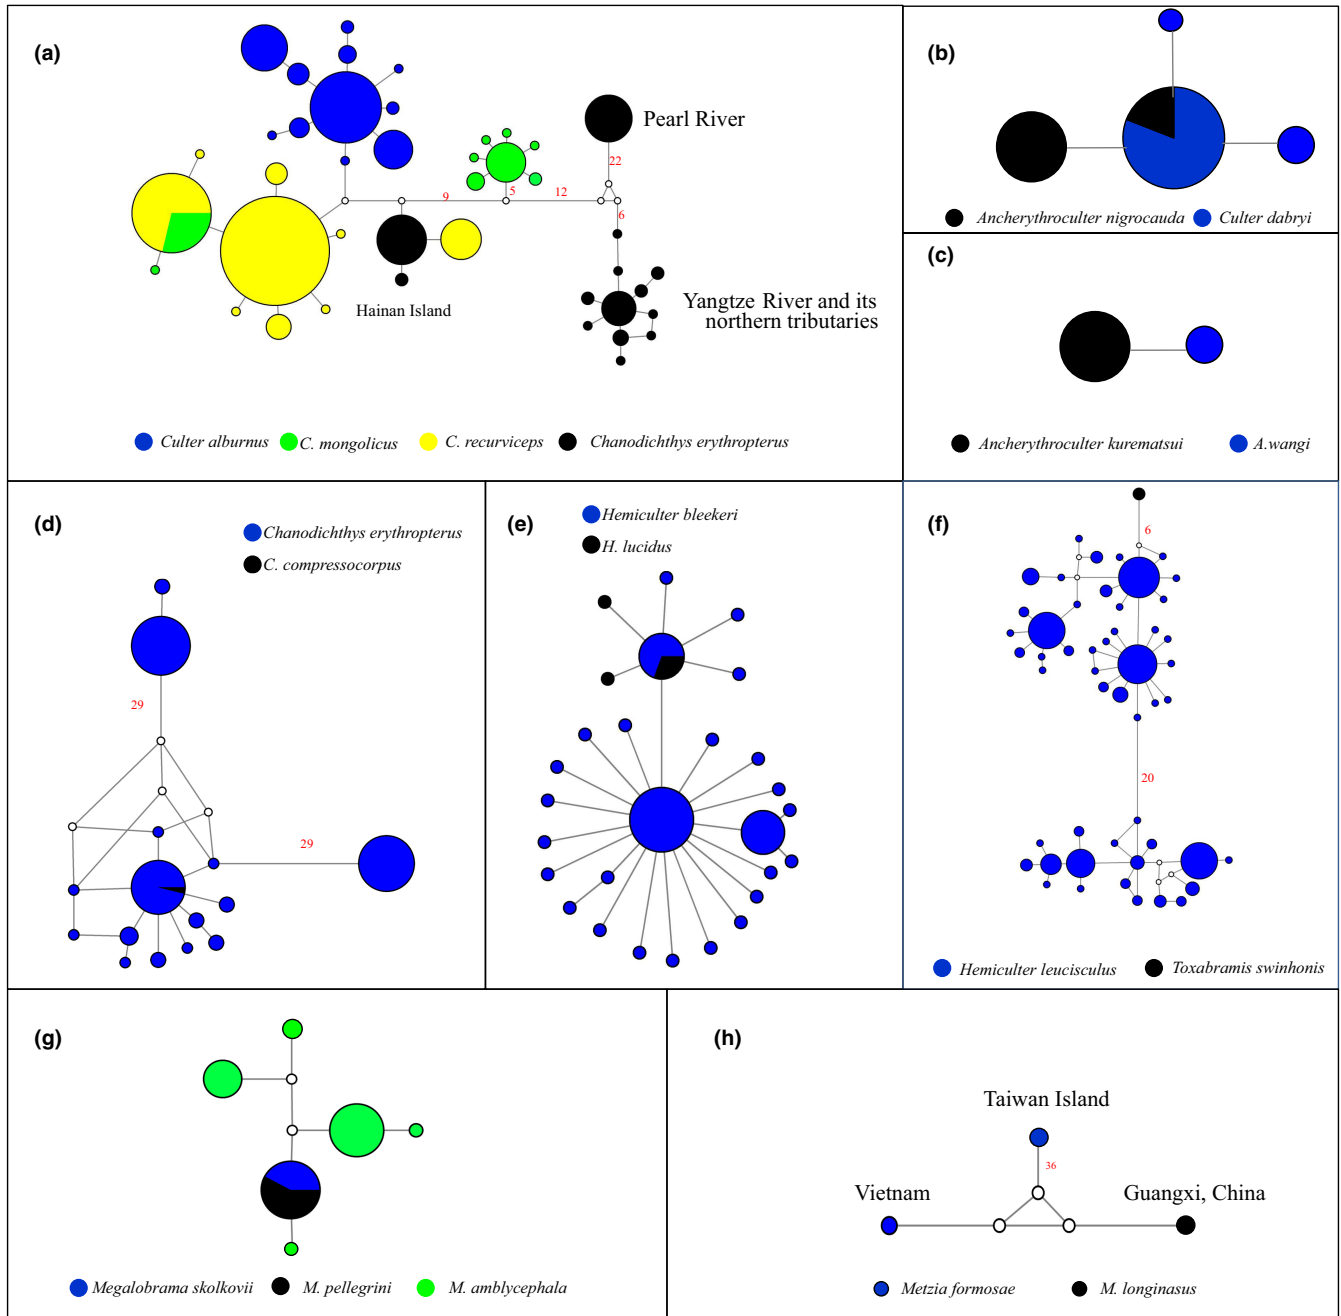 (a)
Pearl River
22
9
5
12
6
Hainan Island
Yangtze River and its
northern tributaries
Culter alburnus
C. mongolicus
C. recurviceps
Chanodichthys erythropterus
(b)
Ancherythroculter nigrocauda
Culter dabryi
(c)
Ancherythroculter kurematsui
A.wangi
(d)
Chanodichthys erythropterus
C. compressocorpus
29
29
(e)
Hemiculter bleekeri
H. lucidus
(f)
6
20
Hemiculter leucisculus
Toxabramis swinhonis
(g)
Megalobrama skolkovii
M. pellegrini
M. amblycephala
(h)
Taiwan Island
36
Vietnam
Guangxi, China
Metzia formosae
M. longinasus